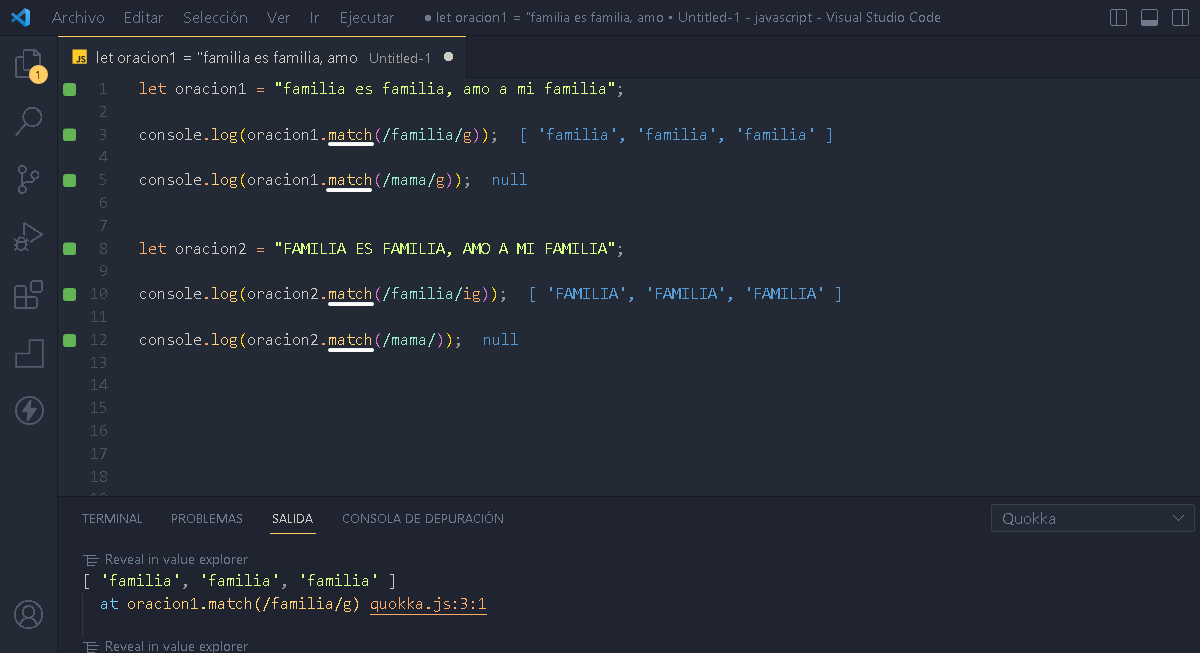 Archivo Editar Selección Ver Ir Ejecutar ● let oracion1 = "familia es familia, amo • Untitled-1 - javascript - Visual Studio Code
JS let oracion1 = "familia es familia, amo Untitled-1 ●
1
1 let oracion1 = "familia es familia, amo a mi familia";
2
3 console.log(oracion1.match(/familia/g)); [ 'familia', 'familia', 'familia' ]
4
5 console.log(oracion1.match(/mama/g)); null
6
7
8 let oracion2 = "FAMILIA ES FAMILIA, AMO A MI FAMILIA";
9
10 console.log(oracion2.match(/familia/ig)); [ 'FAMILIA', 'FAMILIA', 'FAMILIA' ]
11
12 console.log(oracion2.match(/mama/)); null
13
14
15
16
17
18
TERMINAL PROBLEMAS SALIDA CONSOLA DE DEPURACIÓN Quokka
Reveal in value explorer
[ 'familia', 'familia', 'familia' ]
at oracion1.match(/familia/g) quokka.js:3:1
Reveal in value explorer